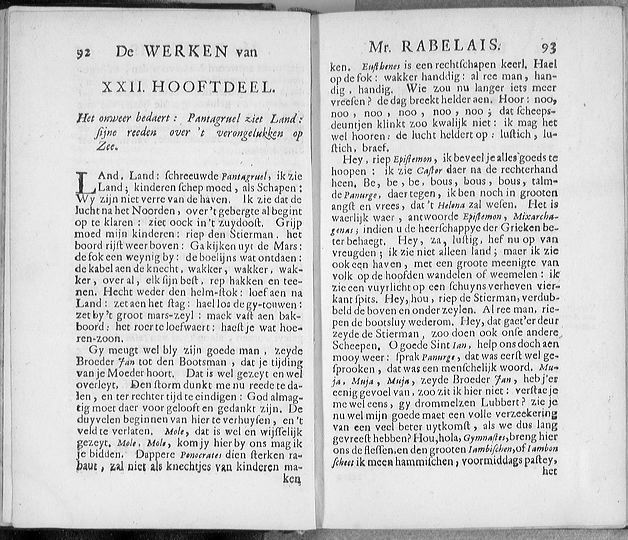 92 De WERKEN van
XXII. HOOFTDEEL.
Het onweer bedaert: Pantagruel ziet Land:
sijne reeden over 't verongelukken op
Zee.
LAnd, Land: schreeuwde Pantagruel, ik zie
Land; kinderen schep moed, als Schapen:
Wy zijn niet verre van de haven. Ik zie dat de
lucht na het Noorden, over 't gebergte al begint
op te klaren: ziet oock in 't zuydoost. Grijp
moed mijn kinderen: riep den Stierman. het
boord rijst weer boven: Ga kijken uyt de Mars:
de fok een weynig by: de boelijns wat ontdaen:
de kabel aen de knecht, wakker, wakker, wak-
ker, over al, elk sijn best, rep hakken en tee-
nen. Hecht weder den helm-stok: loef aen na
Land: zet aen het stag: hael los de gy-touwen:
zet by 't groot mars-zeyl: mack vast aen bak-
boord: het roer te loefwaert: haest je wat hoe-
ren-zoon.
Gy meugt wel bly zijn goede man, zeyde
Broeder Jan tot den Bootsman, dat je tijding
van je Moeder hoort. Dat is wel gezeyt en wel
overleyt. Den storm dunkt me nu reede te da-
len, en ter rechter tijd te eindigen: God almag-
tig moet daer voor gelooft en gedankt zijn. De
duyvelen beginnen van hier te verhuysen, en 't
veld te verlaten. Mole, dat is wel en wijsselijk
gezeyt. Mole, Mole, kom jy hier by ons mag ik
je bidden. Dappere Ponocrates dien sterken ra-
baut, zal niet als knechtjes van kinderen ma-
ken
Mr. RABELAIS. 93
ken. Eusthenes is een rechtschapen keerl, Hael
op de fok: wakker handdig: al ree man, han-
dig, handig. Wie zou nu langer iets meer
vreesen? de dag breekt helder aen. Hoor: noo,
noo, noo, noo, noo, noo; dat scheeps-
deuntjen klinkt zoo kwalijk niet: ik mag het
wel hooren: de lucht heldert op: lustich, lu-
stich, braef.
Hey, riep Epistemon, ik beveel je alles goeds te
hoopen: ik zie Castor daer na de rechterhand
heen. Be, be, be, bous, bous, bous, talm-
de Panurge, daer tegen, ik ben noch in grooten
angst en vrees, dat 't Helena zal wesen. Het is
waerlijk waer, antwoorde Epistemon, Mixarcha-
genas; indien u de heerschappye der Grieken be-
ter behaegt. Hey, za, lustig, hef nu op van
vreugden; ik zie niet alleen land; maer ik zie
ook een haven, met een groote meenigte van
volk op de hoofden wandelen of weemelen: ik
zie een vuyrlicht op een schuyns verheven vier-
kant spits. Hey, hou, riep de Stierman, verdub-
beld de boven en onder zeylen. Al ree man, rie-
pen de bootsluy wederom. Hey, dat gaet'er deur
zeyde de Stierman, zoo doen ook onse andre
Scheepen. O goede Sint Ian, help ons doch aen
mooy weer: sprak Panurge, dat was eerst wel ge-
sprooken, dat was een menschelijk woord. Mu-
ja, Muja, Muja, zeyde Broeder Jan, heb j'er
eenig gevoel van, zoo zit ik hier niet: verstae je
me wel eens, gy drommelzen Lubbert? zie je
nu wel mijn goede maet een volle verzeekering
van een veel beter uytkomst, als we dus lang
gevreest hebben? Hou, hola, Gymnaste, breng hier
ons de flessen, en den grooten Iambischen, of Iambon
schees ik meen hammischen, voormiddags pastey,
het